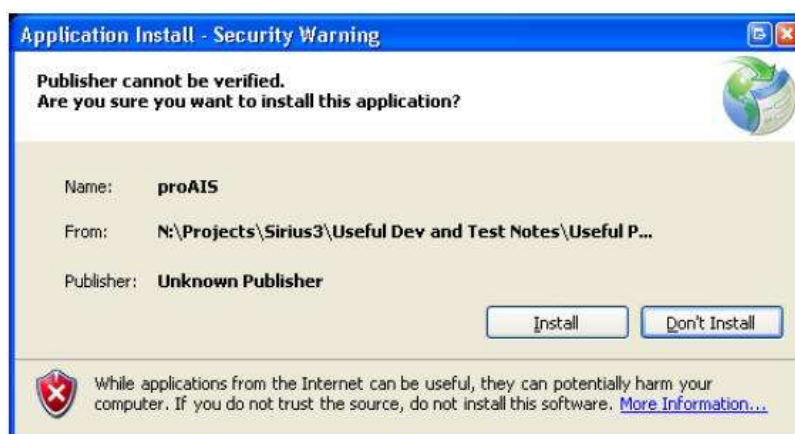 Application Install - Security Warning
Publisher cannot be verified.
Are you sure you want to install this application?
Name: proAIS
From: N:\Projects\Sirius3\Useful Dev and Test Notes\Useful P...
Publisher: Unknown Publisher
Install Don't Install
While applications from the Internet can be useful, they can potentially harm your
computer. If you do not trust the source, do not install this software. More Information...